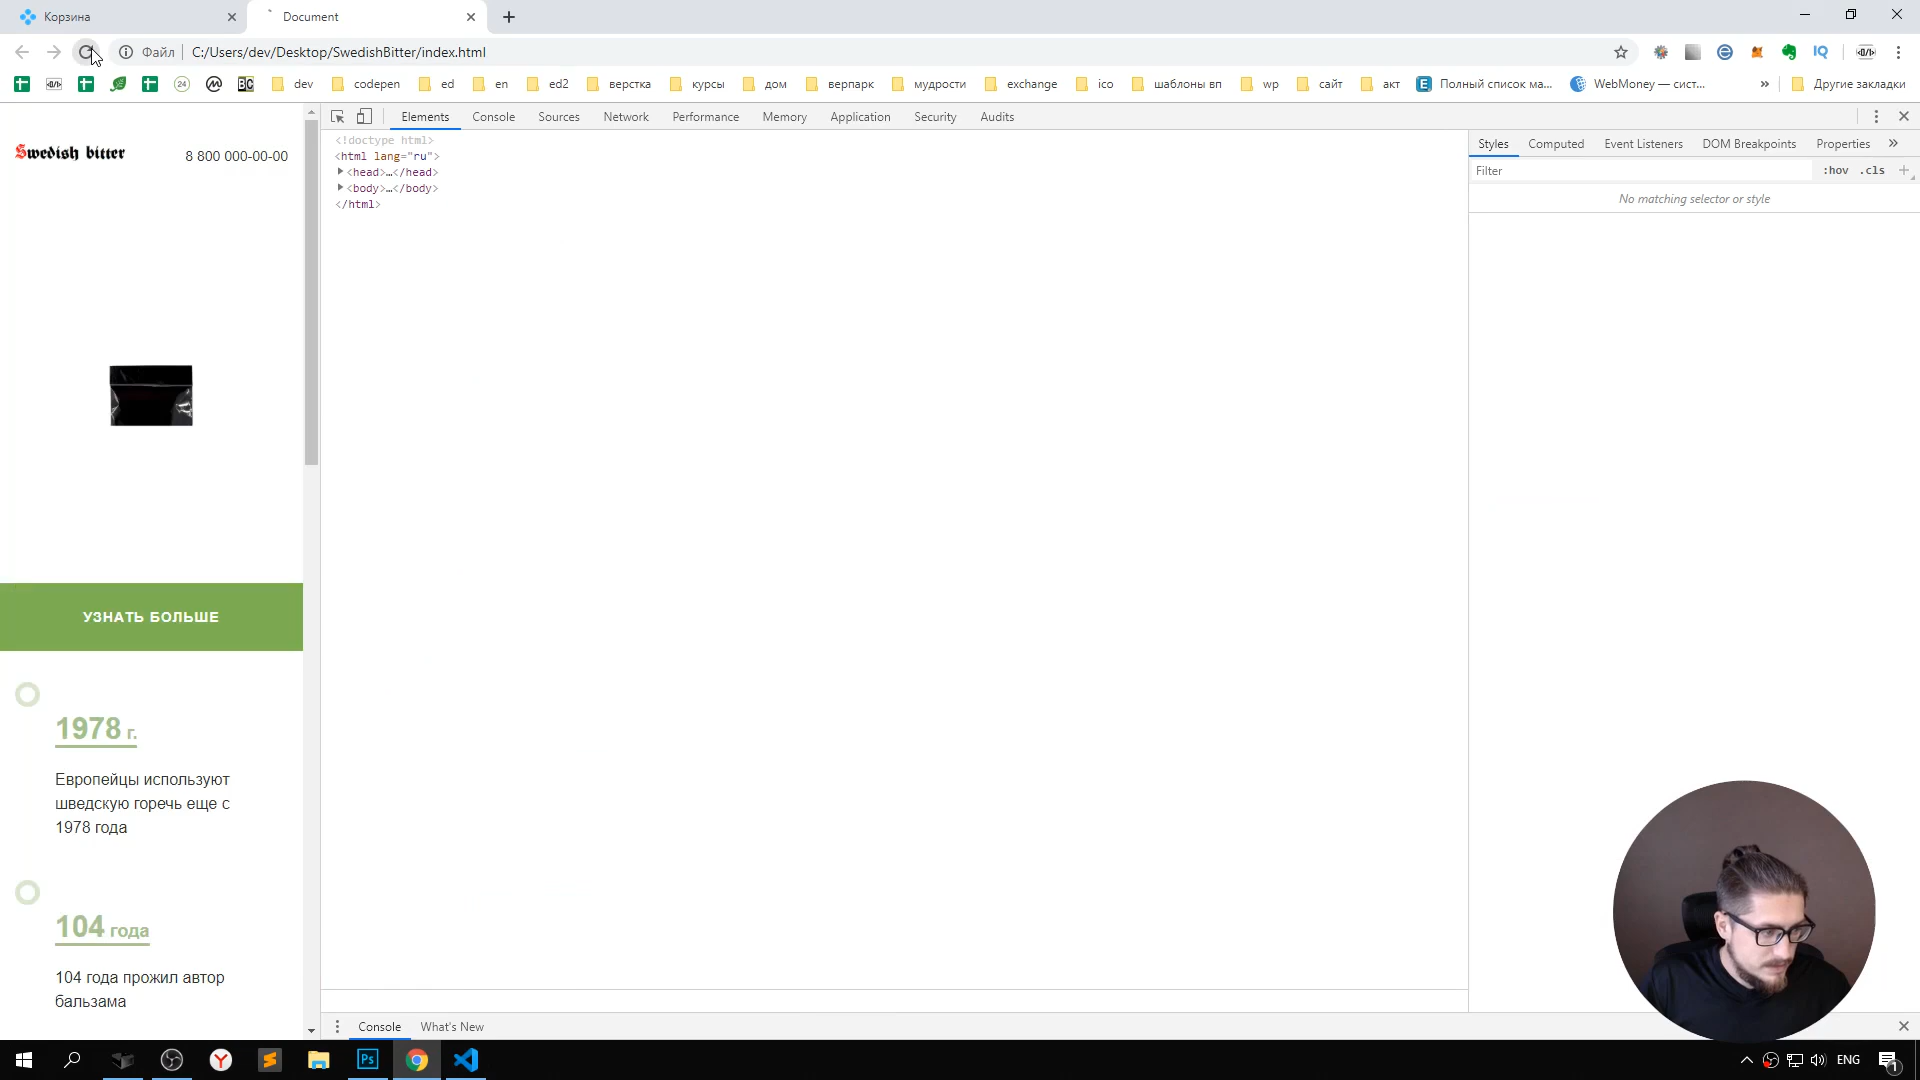 Корзина
Document
Файл C:/Users/dev/Desktop/SwedishBitter/index.html
24 BC dev codepen ed en ed2 верстка курсы дом верпарк мудрости exchange ico шаблоны вп wp сайт акт Полный список ма... WebMoney — сист... » Другие закладки
Swedish bitter
8 800 000-00-00
УЗНАТЬ БОЛЬШЕ
1978 г.
Европейцы используют
шведскую горечь еще с
1978 года
104 года
104 года прожил автор
бальзама
Elements Console Sources Network Performance Memory Application Security Audits
<!doctype html>
<html lang="ru">
<head>…</head>
<body>…</body>
</html>
Styles Computed Event Listeners DOM Breakpoints Properties »
Filter :hov .cls +
No matching selector or style
Console What's New
Ps ENG 1